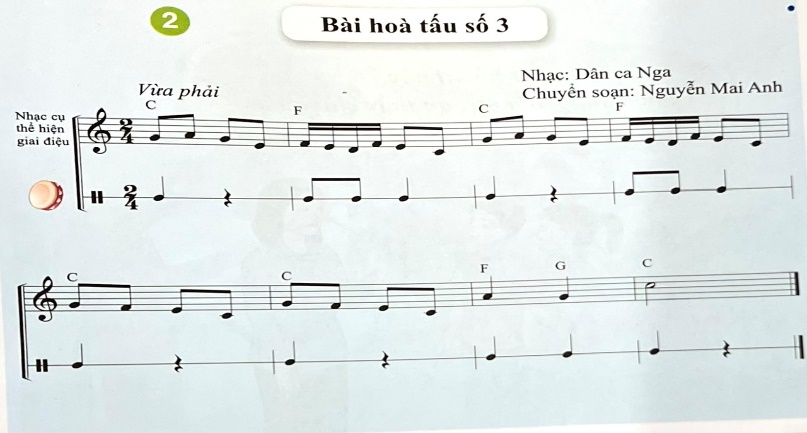 2
Bài hoà tấu số 3
Nhạc: Dân ca Nga
Chuyển soạn: Nguyễn Mai Anh
Vừa phải
C F C F
Nhạc cụ
thể hiện
giai điệu
2
4
2
4
C C F G C